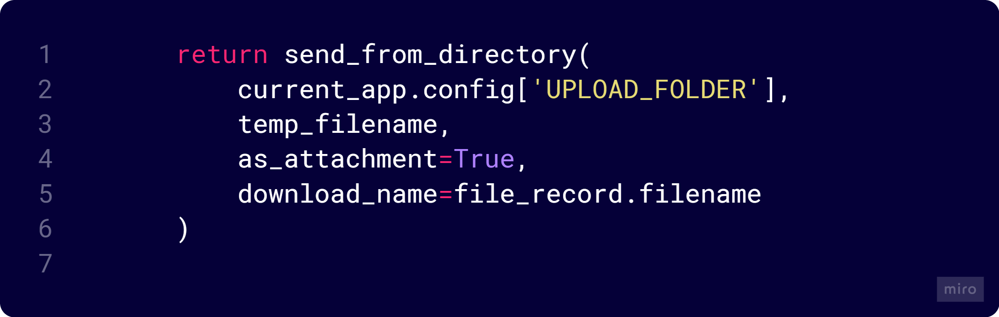 1 return send_from_directory(
2 current_app.config['UPLOAD_FOLDER'],
3 temp_filename,
4 as_attachment=True,
5 download_name=file_record.filename
6 )
7
miro